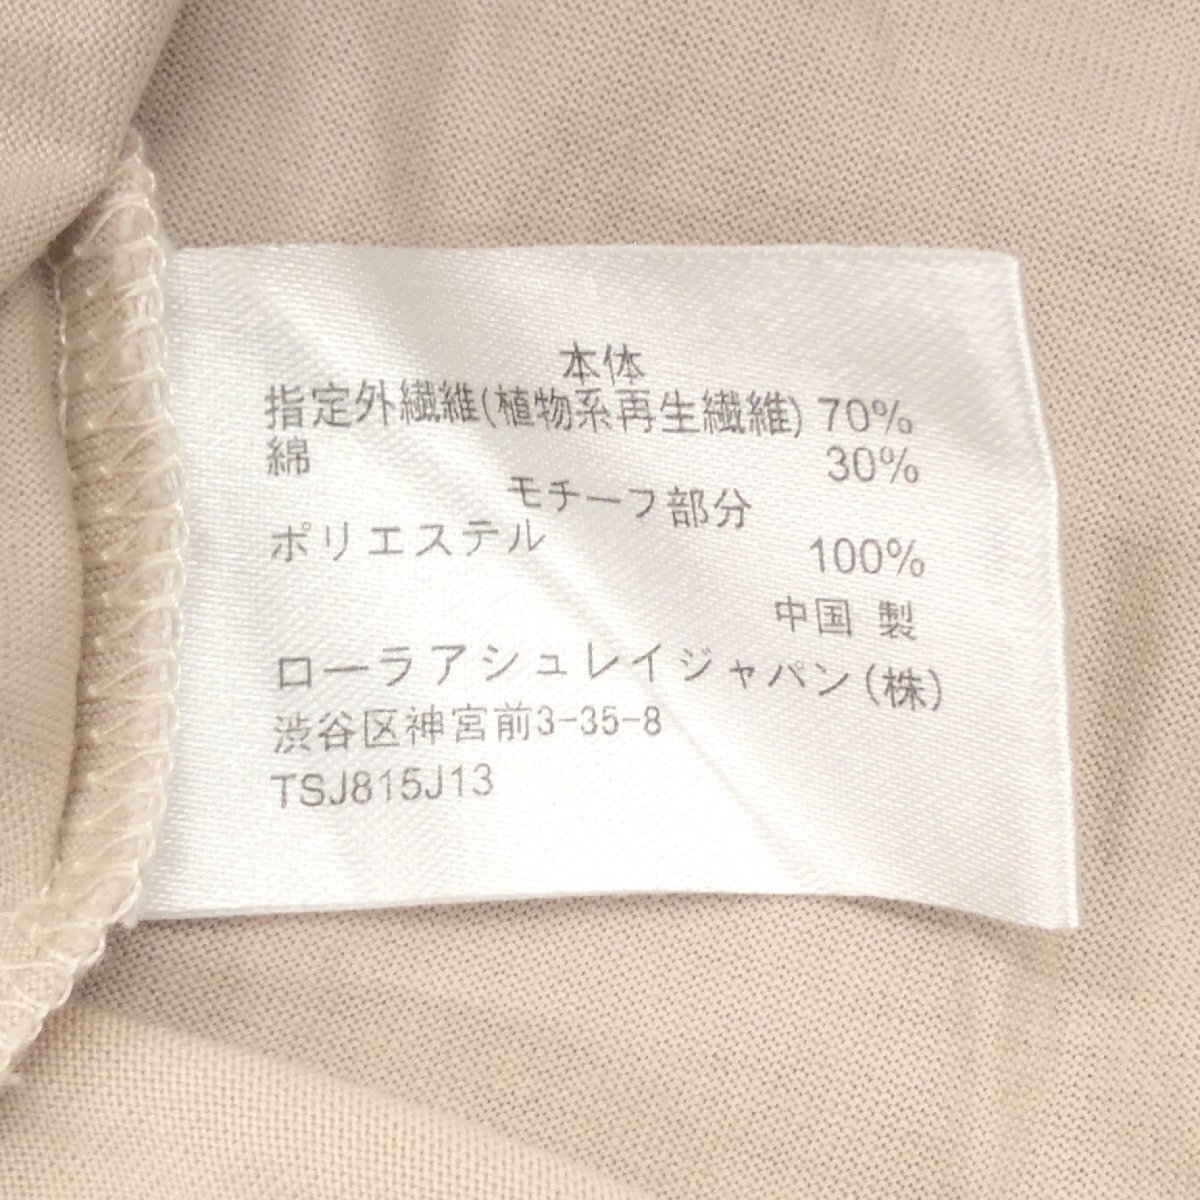 本体
指定外繊維(植物系再生繊維) 70%
綿 30%
モチーフ部分
ポリエステル 100%
中国 製
ローラアシュレイジャパン(株)
渋谷区神宮前3-35-8
TSJ815J13